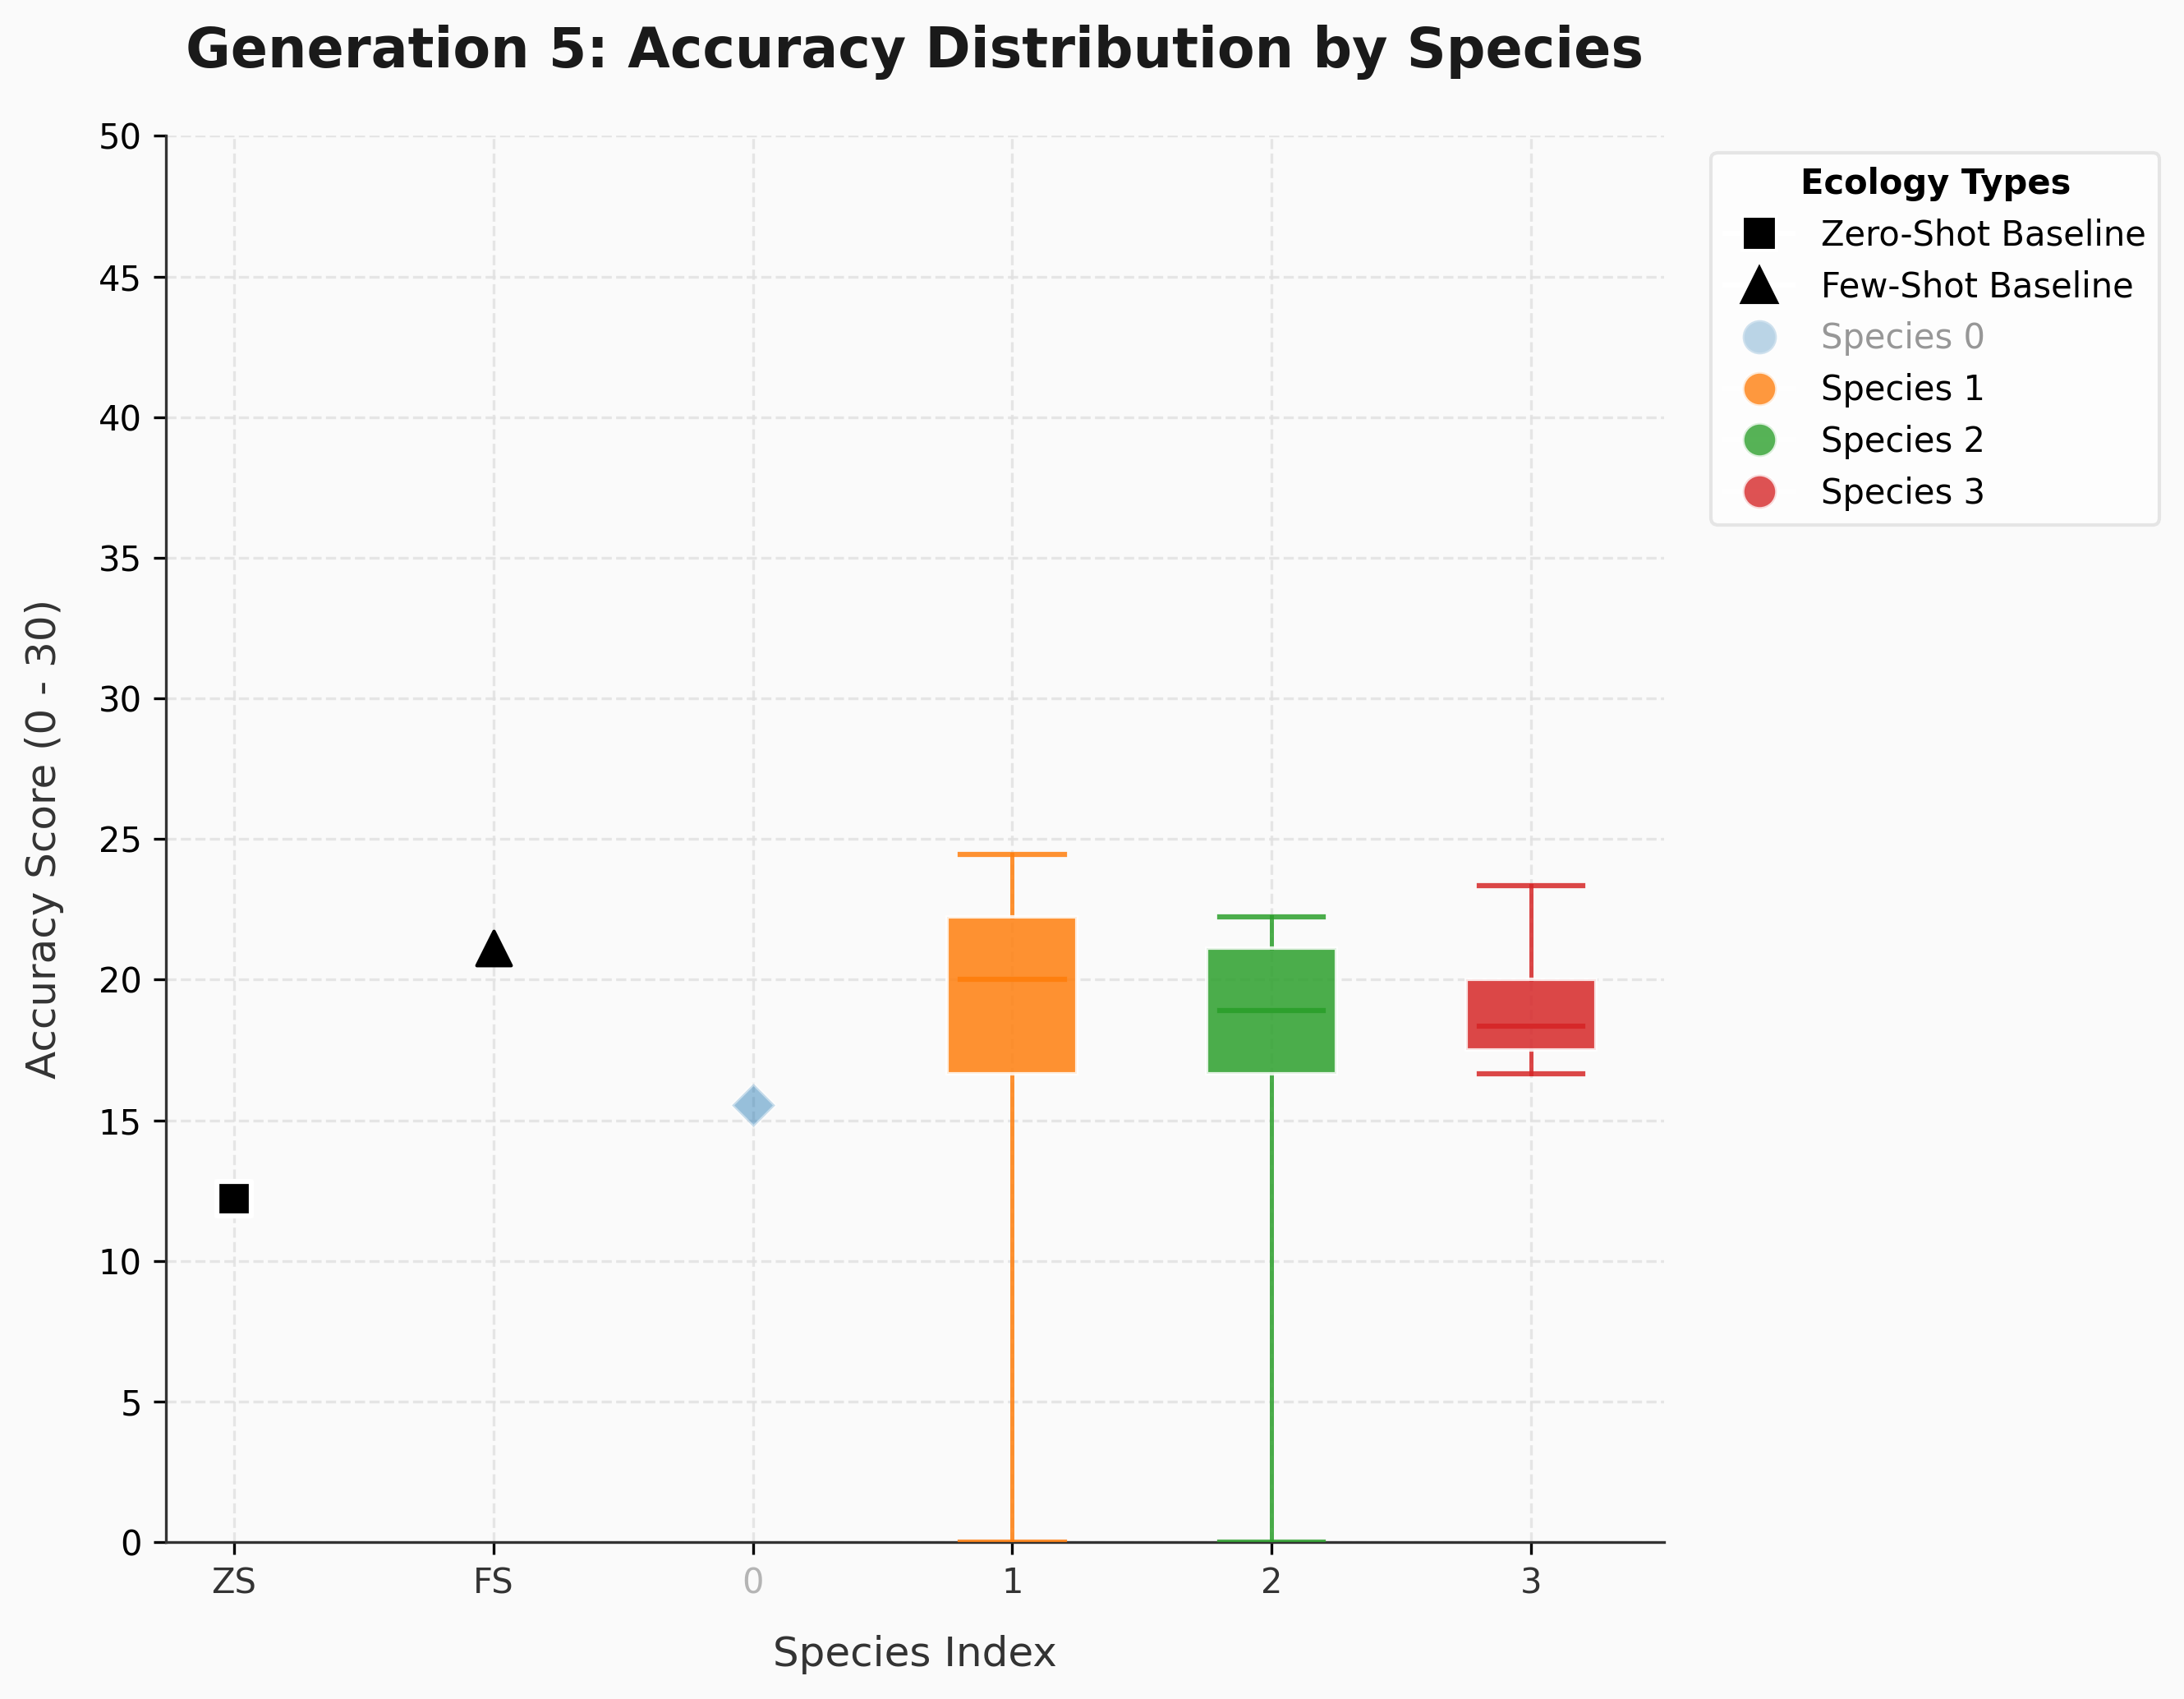 Generation 5: Accuracy Distribution by Species
50
45
40
35
30
25
20
15
10
5
0
Accuracy Score (0 - 30)
ZS
FS
0
1
2
3
Species Index
Ecology Types
Zero-Shot Baseline
Few-Shot Baseline
Species 0
Species 1
Species 2
Species 3